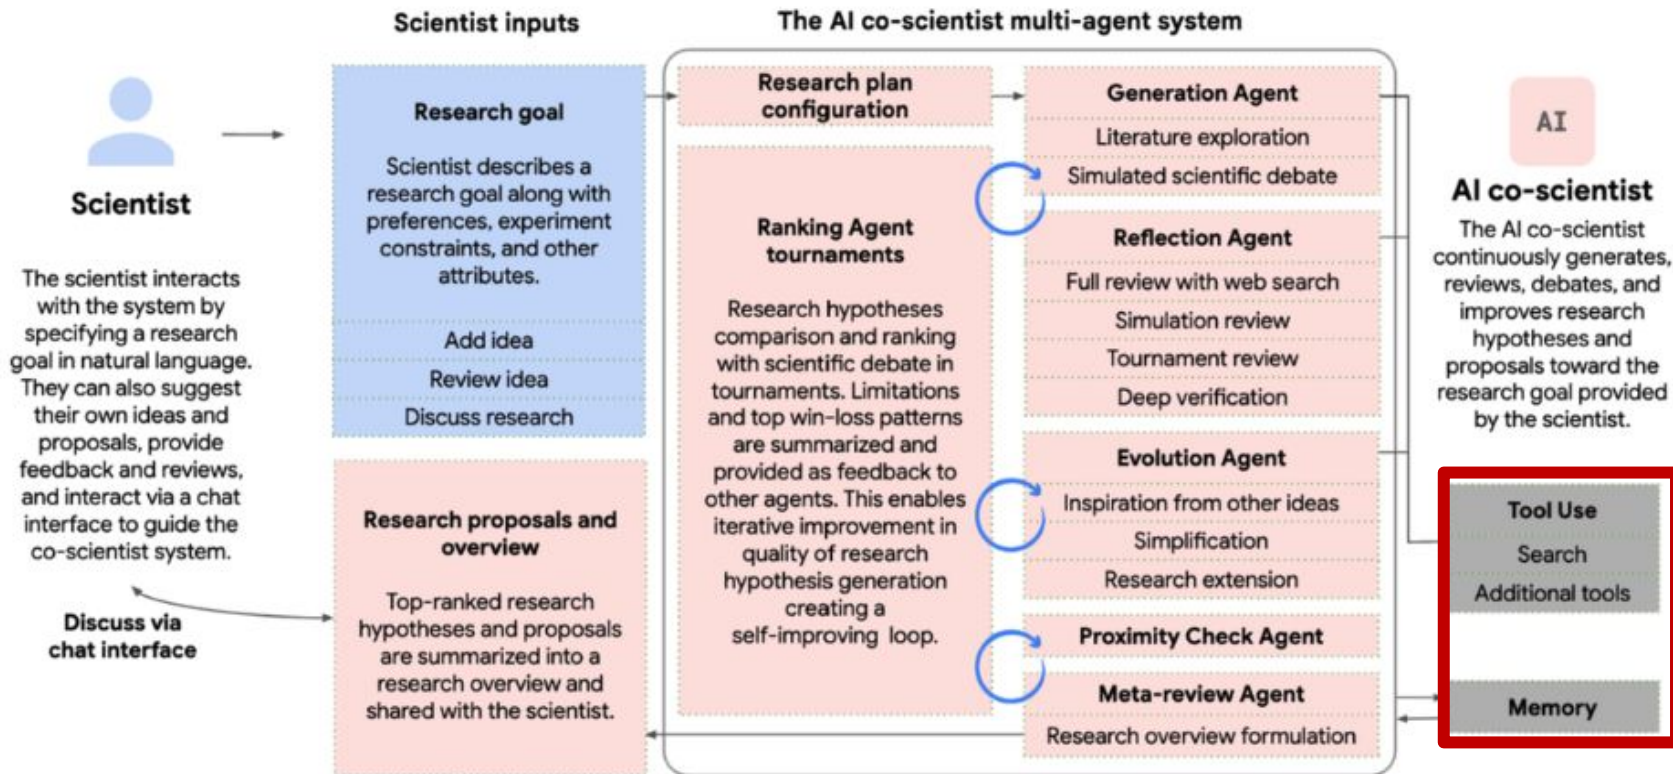 Scientist inputs
The AI co-scientist multi-agent system
Scientist
The scientist interacts
with the system by
specifying a research
goal in natural language.
They can also suggest
their own ideas and
proposals, provide
feedback and reviews,
and interact via a chat
interface to guide the
co-scientist system.
Discuss via
chat interface
Research goal
Scientist describes a
research goal along with
preferences, experiment
constraints, and other
attributes.
Add idea
Review idea
Discuss research
Research proposals and
overview
Top-ranked research
hypotheses and proposals
are summarized into a
research overview and
shared with the scientist.
Research plan
configuration
Ranking Agent
tournaments
Research hypotheses
comparison and ranking
with scientific debate in
tournaments. Limitations
and top win-loss patterns
are summarized and
provided as feedback to
other agents. This enables
iterative improvement in
quality of research
hypothesis generation
creating a
self-improving loop.
Generation Agent
Literature exploration
Simulated scientific debate
Reflection Agent
Full review with web search
Simulation review
Tournament review
Deep verification
Evolution Agent
Inspiration from other ideas
Simplification
Research extension
Proximity Check Agent
Meta-review Agent
Research overview formulation
AI
AI co-scientist
The AI co-scientist
continuously generates,
reviews, debates, and
improves research
hypotheses and
proposals toward the
research goal provided
by the scientist.
Tool Use
Search
Additional tools
Memory